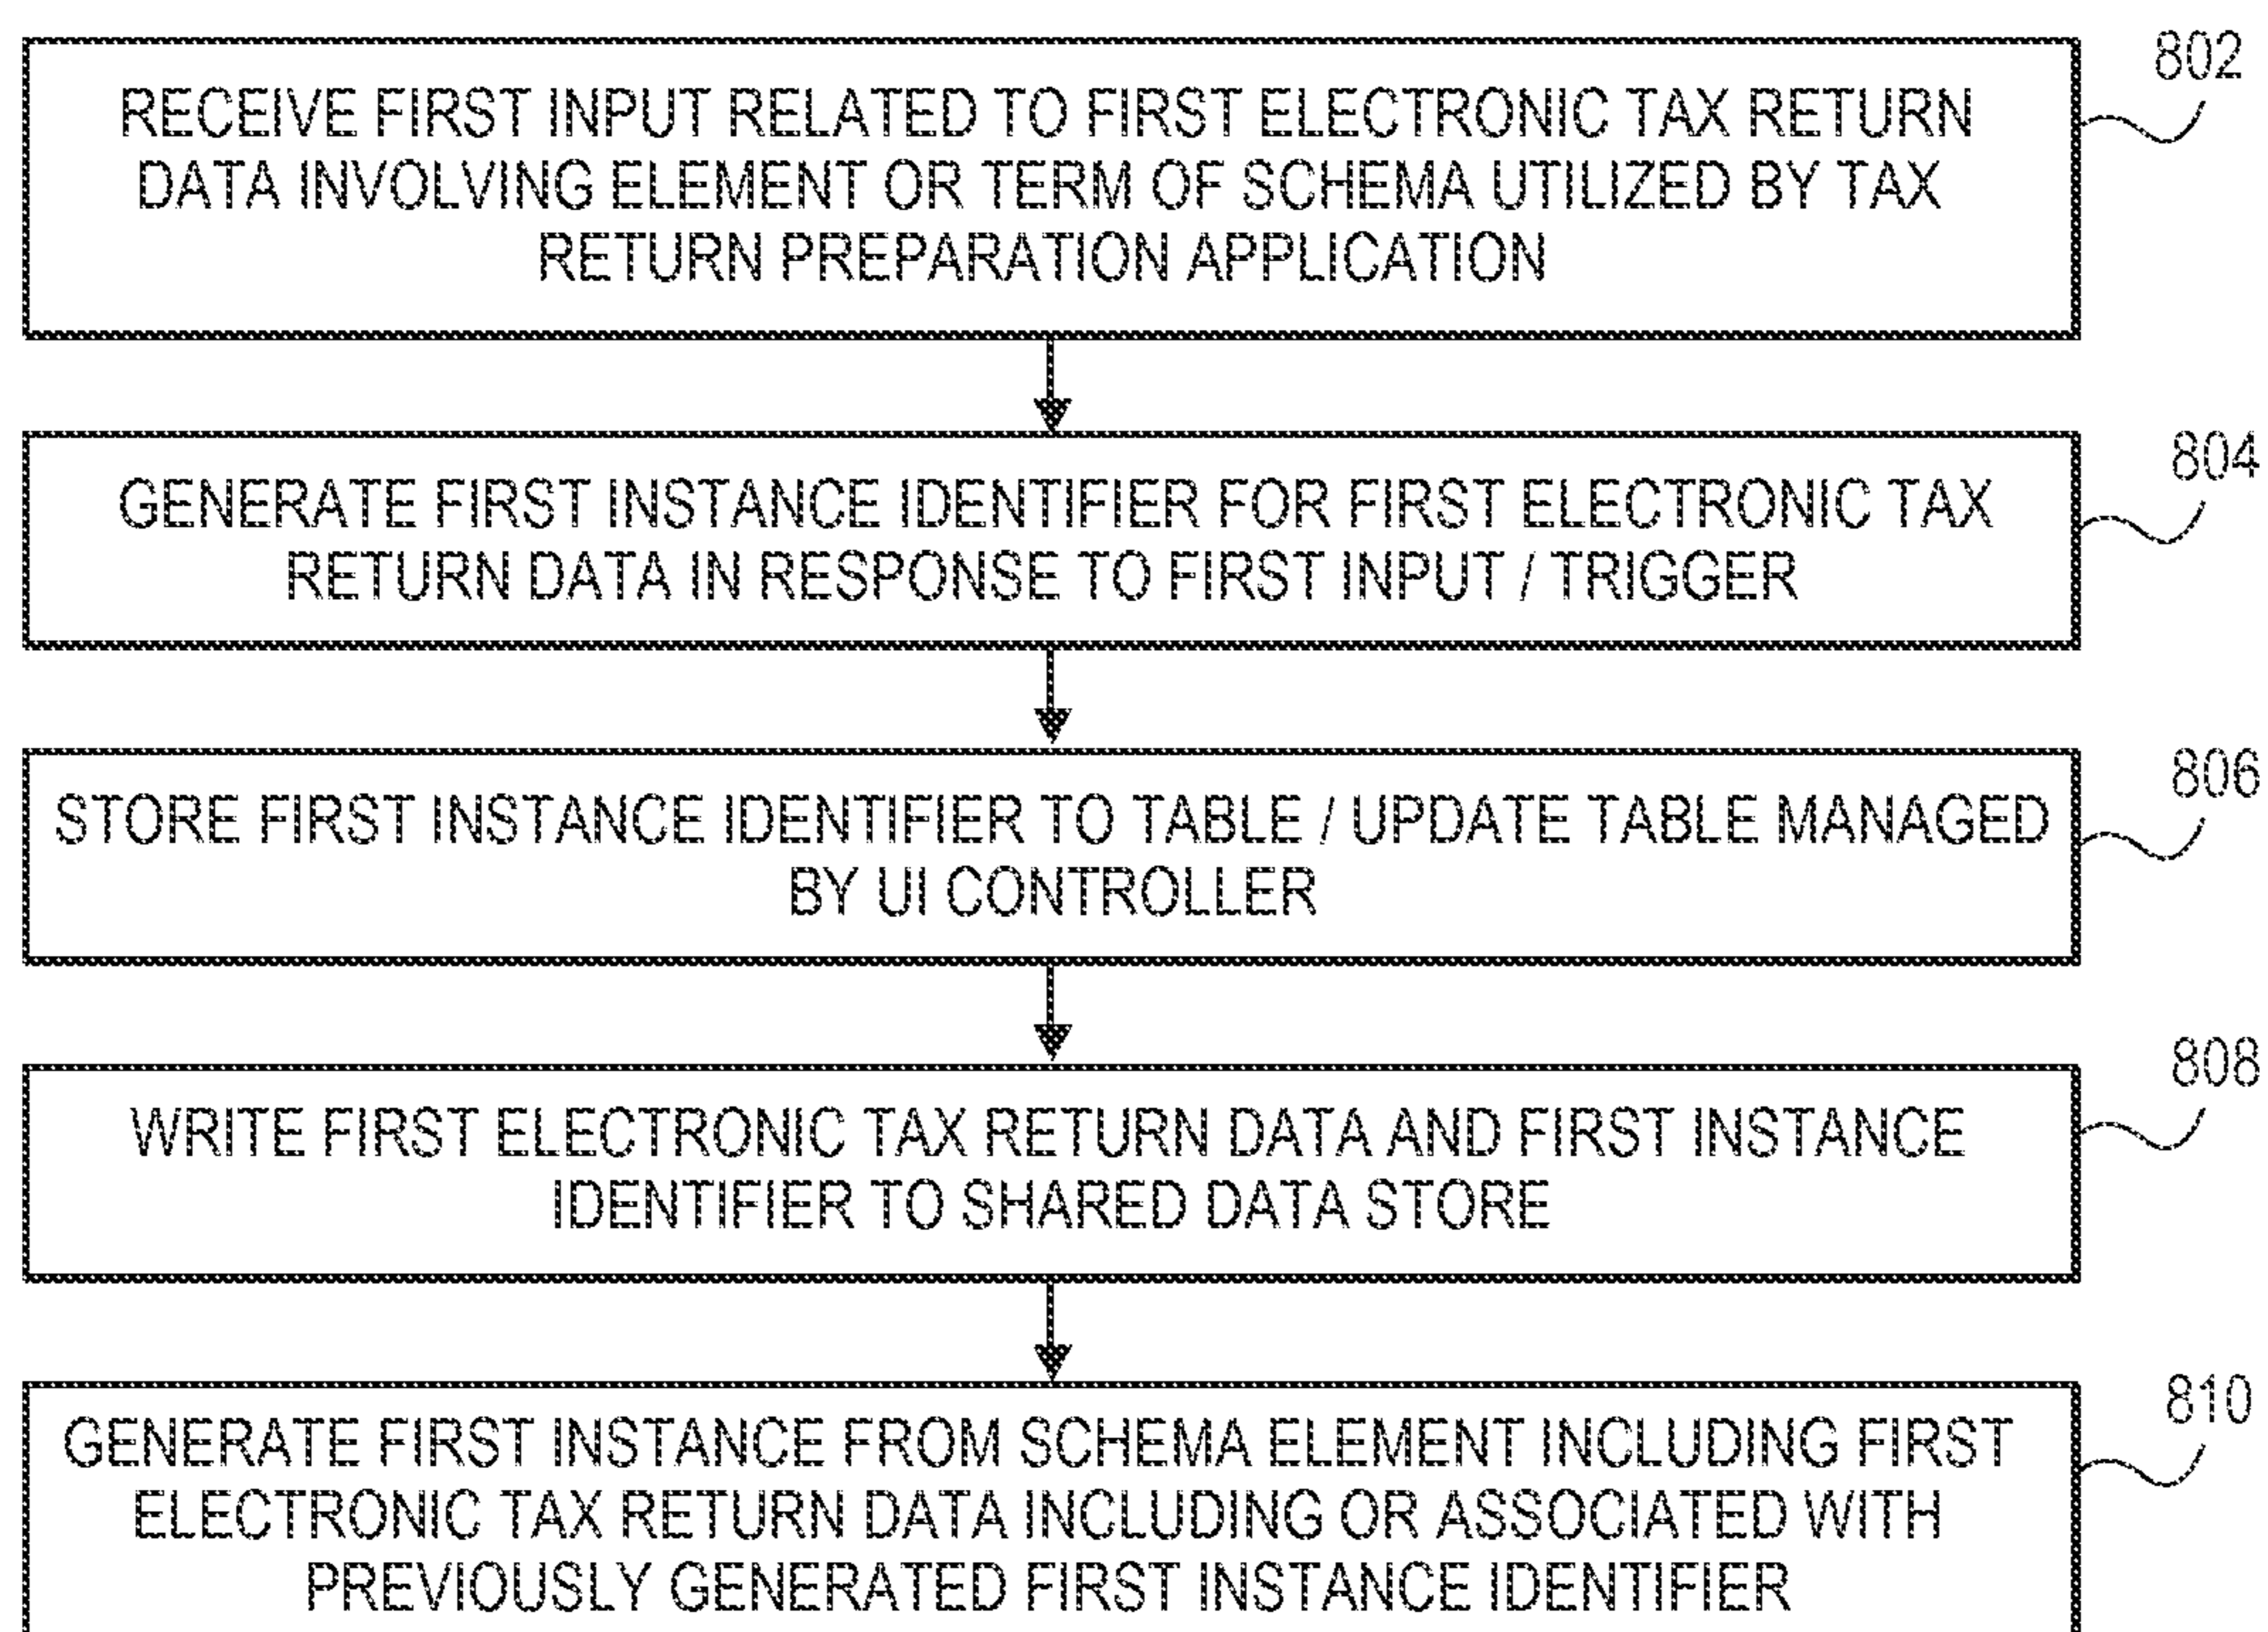 802
RECEIVE FIRST INPUT RELATED TO FIRST ELECTRONIC TAX RETURN
DATA INVOLVING ELEMENT OR TERM OF SCHEMA UTILIZED BY TAX
RETURN PREPARATION APPLICATION
804
GENERATE FIRST INSTANCE IDENTIFIER FOR FIRST ELECTRONIC TAX
RETURN DATA IN RESPONSE TO FIRST INPUT / TRIGGER
806
STORE FIRST INSTANCE IDENTIFIER TO TABLE / UPDATE TABLE MANAGED
BY UI CONTROLLER
808
WRITE FIRST ELECTRONIC TAX RETURN DATA AND FIRST INSTANCE
IDENTIFIER TO SHARED DATA STORE
810
GENERATE FIRST INSTANCE FROM SCHEMA ELEMENT INCLUDING FIRST
ELECTRONIC TAX RETURN DATA INCLUDING OR ASSOCIATED WITH
PREVIOUSLY GENERATED FIRST INSTANCE IDENTIFIER